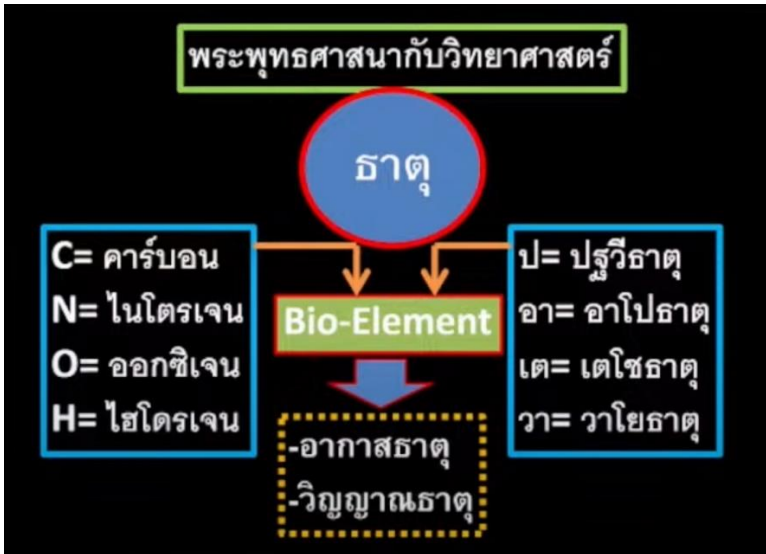 พระพุทธศาสนากับวิทยาศาสตร์
ธาตุ
C= คาร์บอน
N= ไนโตรเจน
O= ออกซิเจน
H= ไฮโดรเจน
Bio-Element
ป= ปฐวีธาตุ
อา= อาโปธาตุ
เต= เตโชธาตุ
วา= วาโยธาตุ
-อากาสธาตุ
-วิญญาณธาตุ